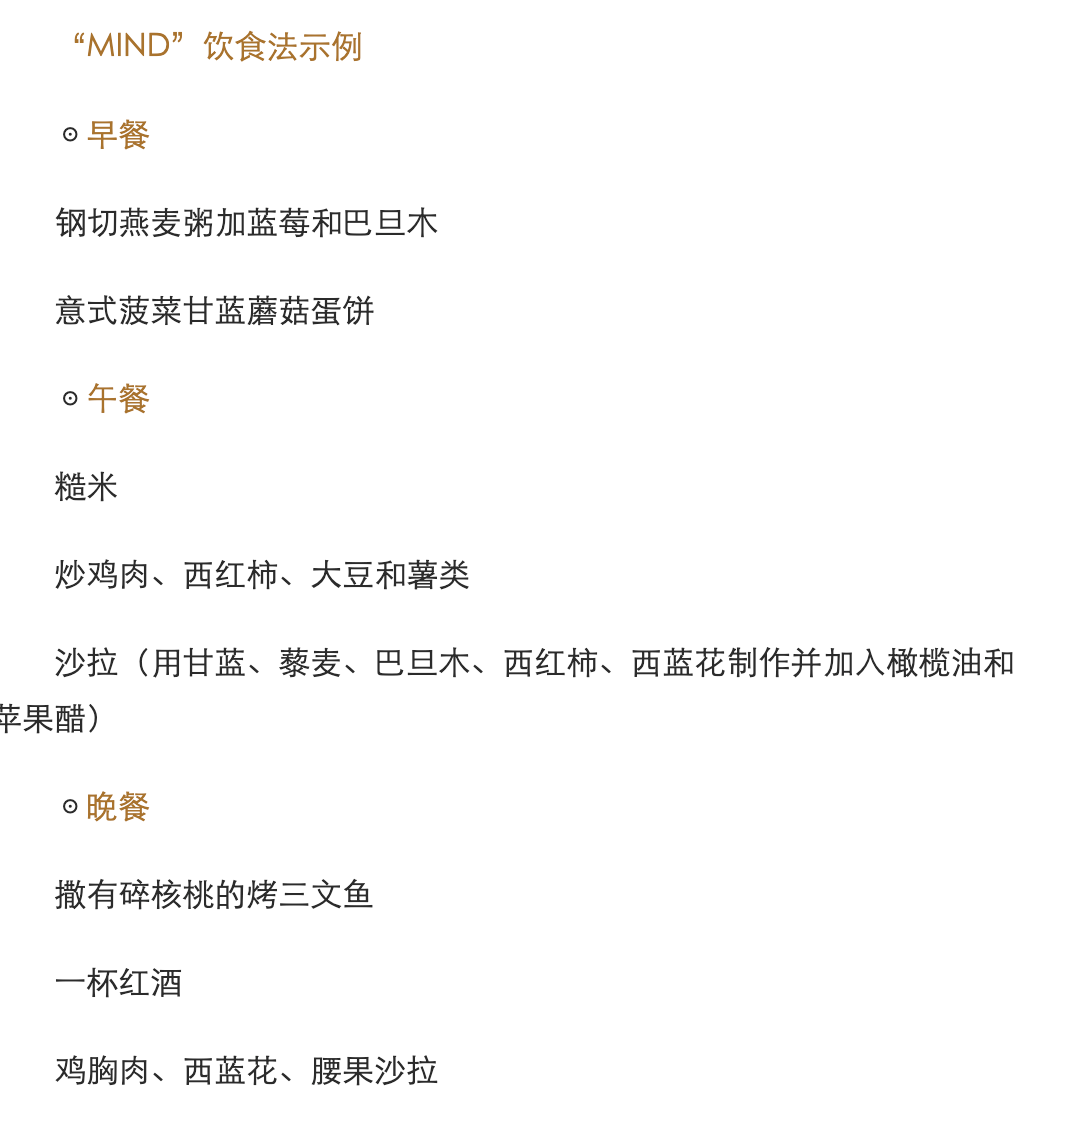 “MIND”饮食法示例
⊙早餐
钢切燕麦粥加蓝莓和巴旦木
意式菠菜甘蓝蘑菇蛋饼
⊙午餐
糙米
炒鸡肉、西红柿、大豆和薯类
沙拉（用甘蓝、藜麦、巴旦木、西红柿、西蓝花制作并加入橄榄油和
苹果醋）
⊙晚餐
撒有碎核桃的烤三文鱼
一杯红酒
鸡胸肉、西蓝花、腰果沙拉